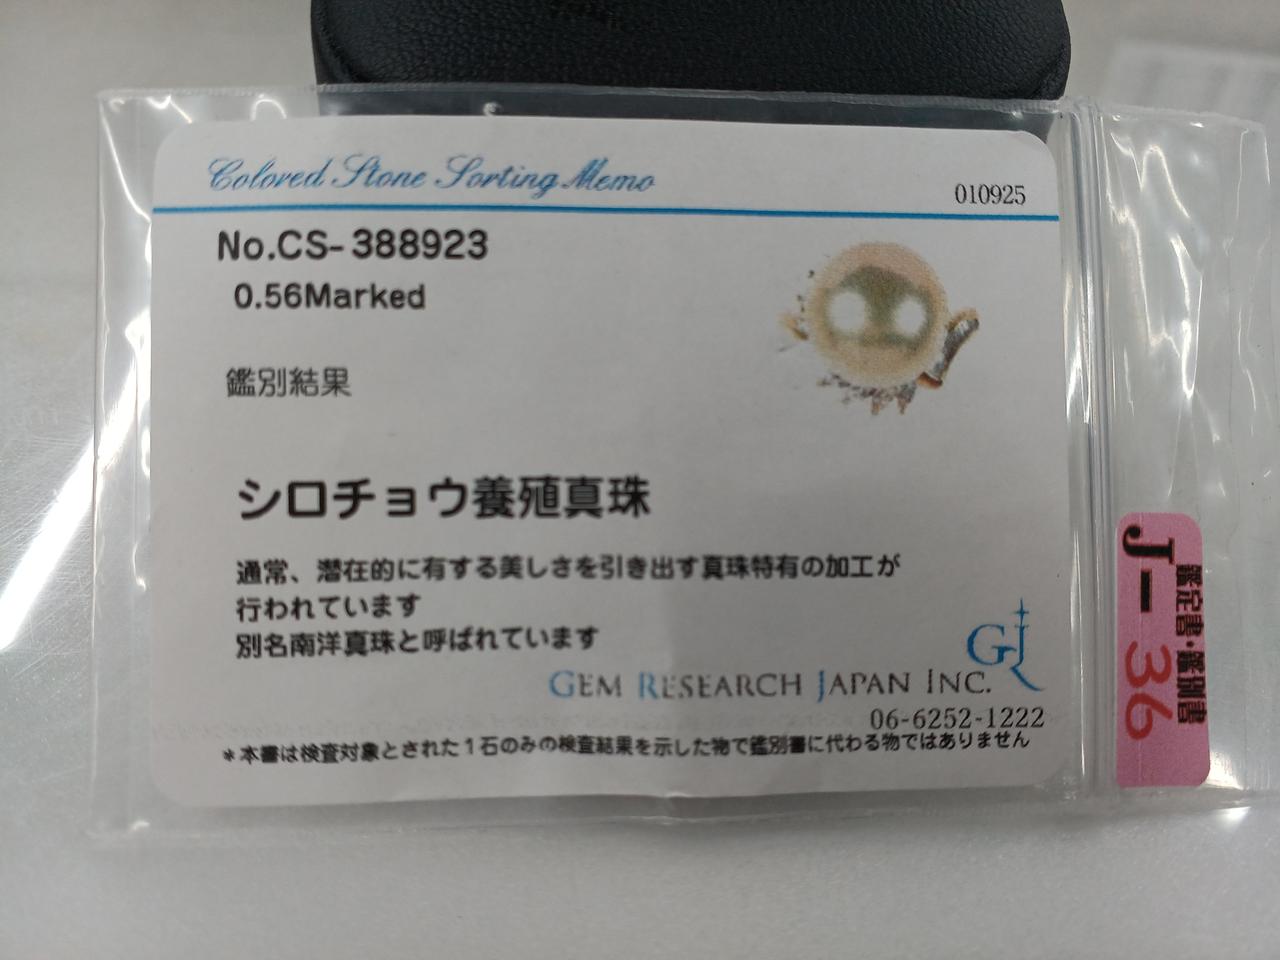 Colored Stone Sorting Memo
010925
No.CS-388923
0.56Marked
鑑別結果
シロチョウ養殖真珠
通常、潜在的に有する美しさを引き出す真珠特有の加工が
行われています
別名南洋真珠と呼ばれています
GJ
GEM RESEARCH JAPAN INC.
06-6252-1222
*本書は検査対象とされた1石のみの検査結果を示した物で鑑別書に代わる物ではありません
鑑定書・鑑別書
J-36